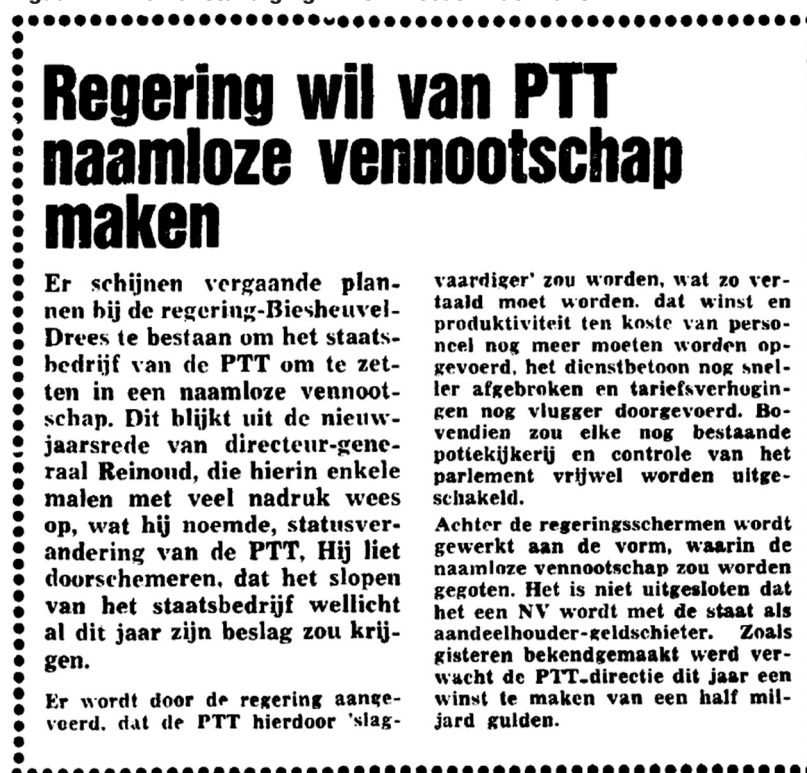 Regering wil van PTT
naamloze vennootschap
maken
Er schijnen vergaande plan-
nen bij de regering-Biesheuvel-
Drees te bestaan om het staats-
bedrijf van de PTT om te zet-
ten in een naamloze vennoot-
schap. Dit blijkt uit de nieuw-
jaarsrede van directeur-gene-
raal Reinoud, die hierin enkele
malen met veel nadruk wees
op, wat hij noemde, statusver-
andering van de PTT. Hij liet
doorschemeren, dat het slopen
van het staatsbedrijf wellicht
al dit jaar zijn beslag zou krij-
gen.
Er wordt door de regering aange-
voerd, dat de PTT hierdoor 'slag-
vaardiger' zou worden, wat zo ver-
taald moet worden, dat winst en
produktiviteit ten koste van perso-
neel nog meer moeten worden op-
gevoerd, het dienstbetoon nog snel-
ler afgebroken en tariefsverhogin-
gen nog vlugger doorgevoerd. Bo-
vendien zou elke nog bestaande
pottekijkerij en controle van het
parlement vrijwel worden uitge-
schakeld.
Achter de regeringsschermen wordt
gewerkt aan de vorm, waarin de
naamloze vennootschap zou worden
gegoten. Het is niet uitgesloten dat
het een NV wordt met de staat als
aandeelhouder-geldschieter. Zoals
gisteren bekendgemaakt werd ver-
wacht de PTT-directie dit jaar een
winst te maken van een half mil-
jard gulden.